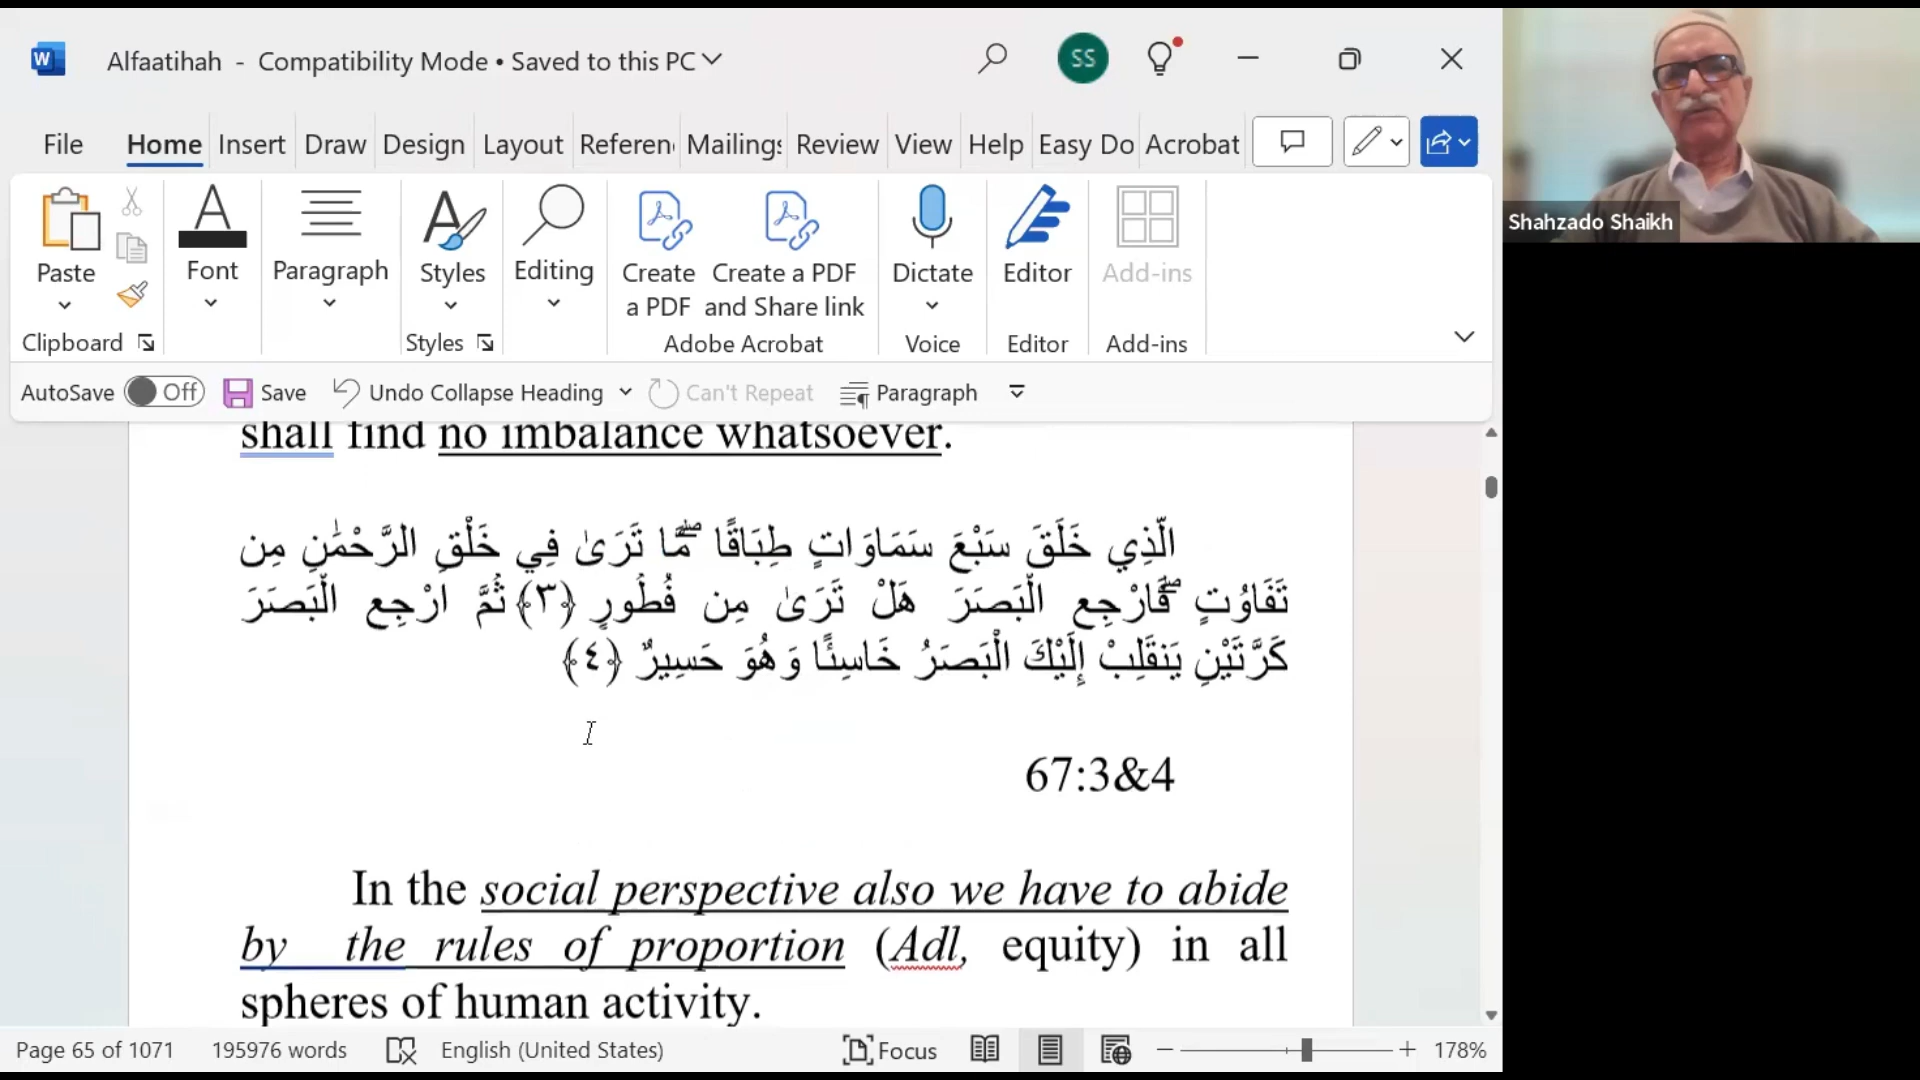 Alfaatihah - Compatibility Mode • Saved to this PC
SS
File Home Insert Draw Design Layout Referen Mailings Review View Help Easy Do Acrobat
Paste
Clipboard
Font
Paragraph
Styles
Styles
Editing
Create a PDF
Create a PDF and Share link
Adobe Acrobat
Dictate
Voice
Editor
Editor
Add-ins
Add-ins
AutoSave Off Save Undo Collapse Heading Can't Repeat Paragraph
shall find no imbalance whatsoever.
الَّذِي خَلَقَ سَبْعَ سَمَاوَاتٍ طِبَاقًا ۖ مَّا تَرَىٰ فِي خَلْقِ الرَّحْمَٰنِ مِن
تَفَاوُتٍ ۖ فَارْجِعِ الْبَصَرَ هَلْ تَرَىٰ مِن فُطُورٍ ﴿٣﴾ ثُمَّ ارْجِعِ الْبَصَرَ
كَرَّتَيْنِ يَنقَلِبْ إِلَيْكَ الْبَصَرُ خَاسِئًا وَهُوَ حَسِيرٌ ﴿٤﴾
67:3&4
In the social perspective also we have to abide
by the rules of proportion (Adl, equity) in all
spheres of human activity.
Page 65 of 1071 195976 words English (United States) Focus 178%
Shahzado Shaikh